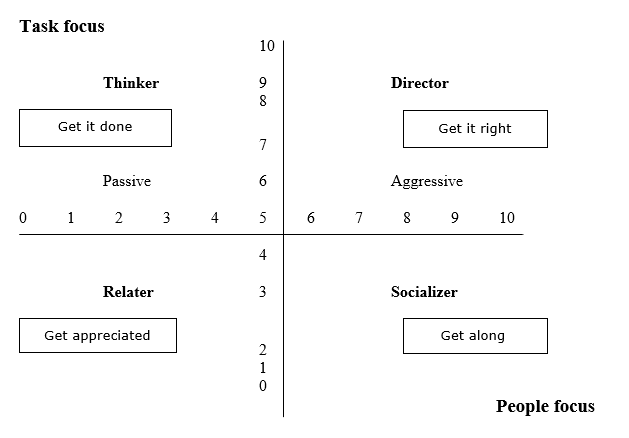 Task focus
10
Thinker 9 Director
8
Get it done Get it right
7
Passive 6 Aggressive
0 1 2 3 4 5 6 7 8 9 10
4
Relater 3 Socializer
Get appreciated Get along
2
1
0
People focus